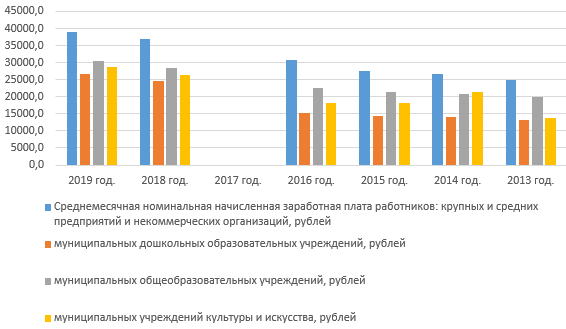 45000,0
40000,0
35000,0
30000,0
25000,0
20000,0
15000,0
10000,0
5000,0
0,0
2019 год. 2018 год. 2017 год. 2016 год. 2015 год. 2014 год. 2013 год.
Среднемесячная номинальная начисленная заработная плата работников: крупных и средних
предприятий и некоммерческих организаций, рублей
муниципальных дошкольных образовательных учреждений, рублей
муниципальных общеобразовательных учреждений, рублей
муниципальных учреждений культуры и искусства, рублей